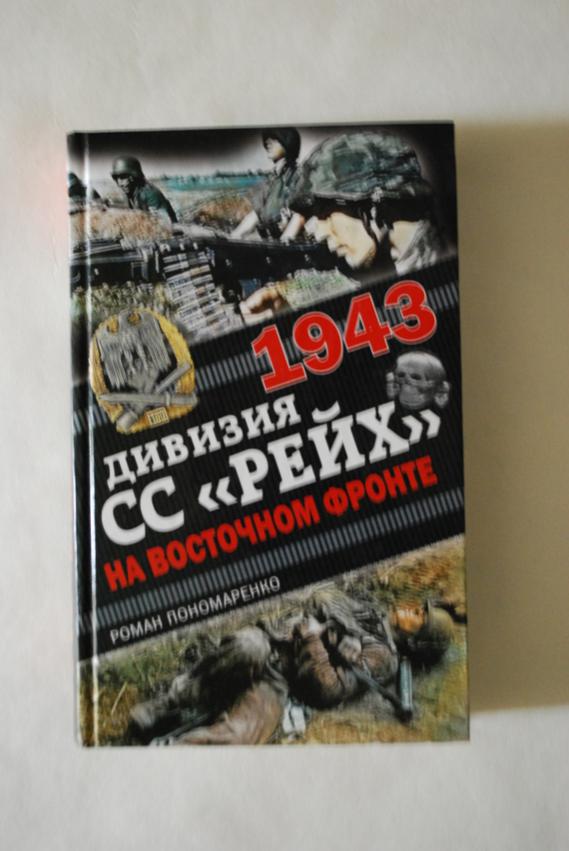 1943
ДИВИЗИЯ
СС «РЕЙХ»
НА ВОСТОЧНОМ ФРОНТЕ
РОМАН ПОНОМАРЕНКО